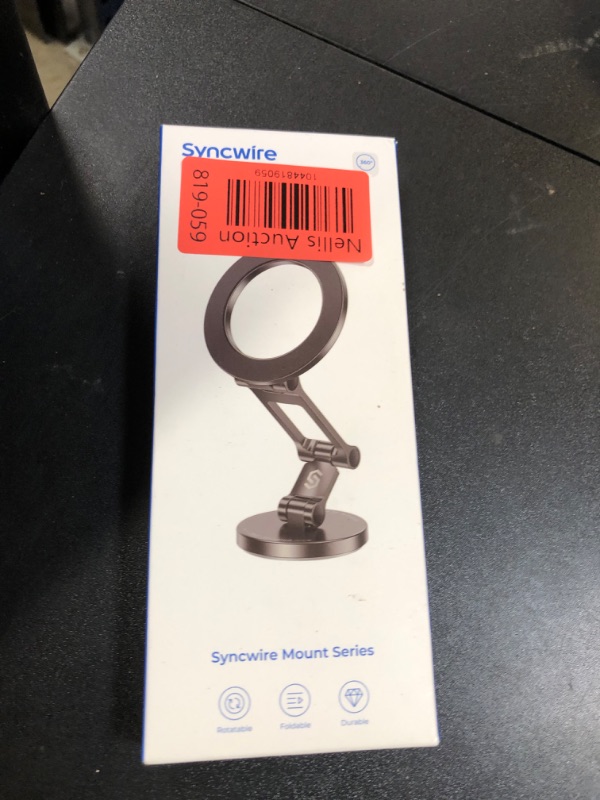 Syncwire
360°
1044819059
Nellis Auction
819-059
Syncwire Mount Series
Rotatable
Foldable
Durable